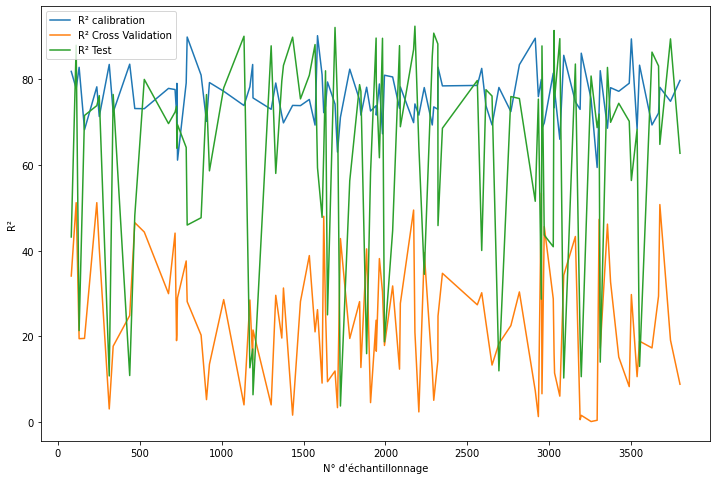 R² calibration
R² Cross Validation
R² Test
R²
80
60
40
20
0
0
500
1000
1500
2000
2500
3000
3500
N° d'échantillonnage